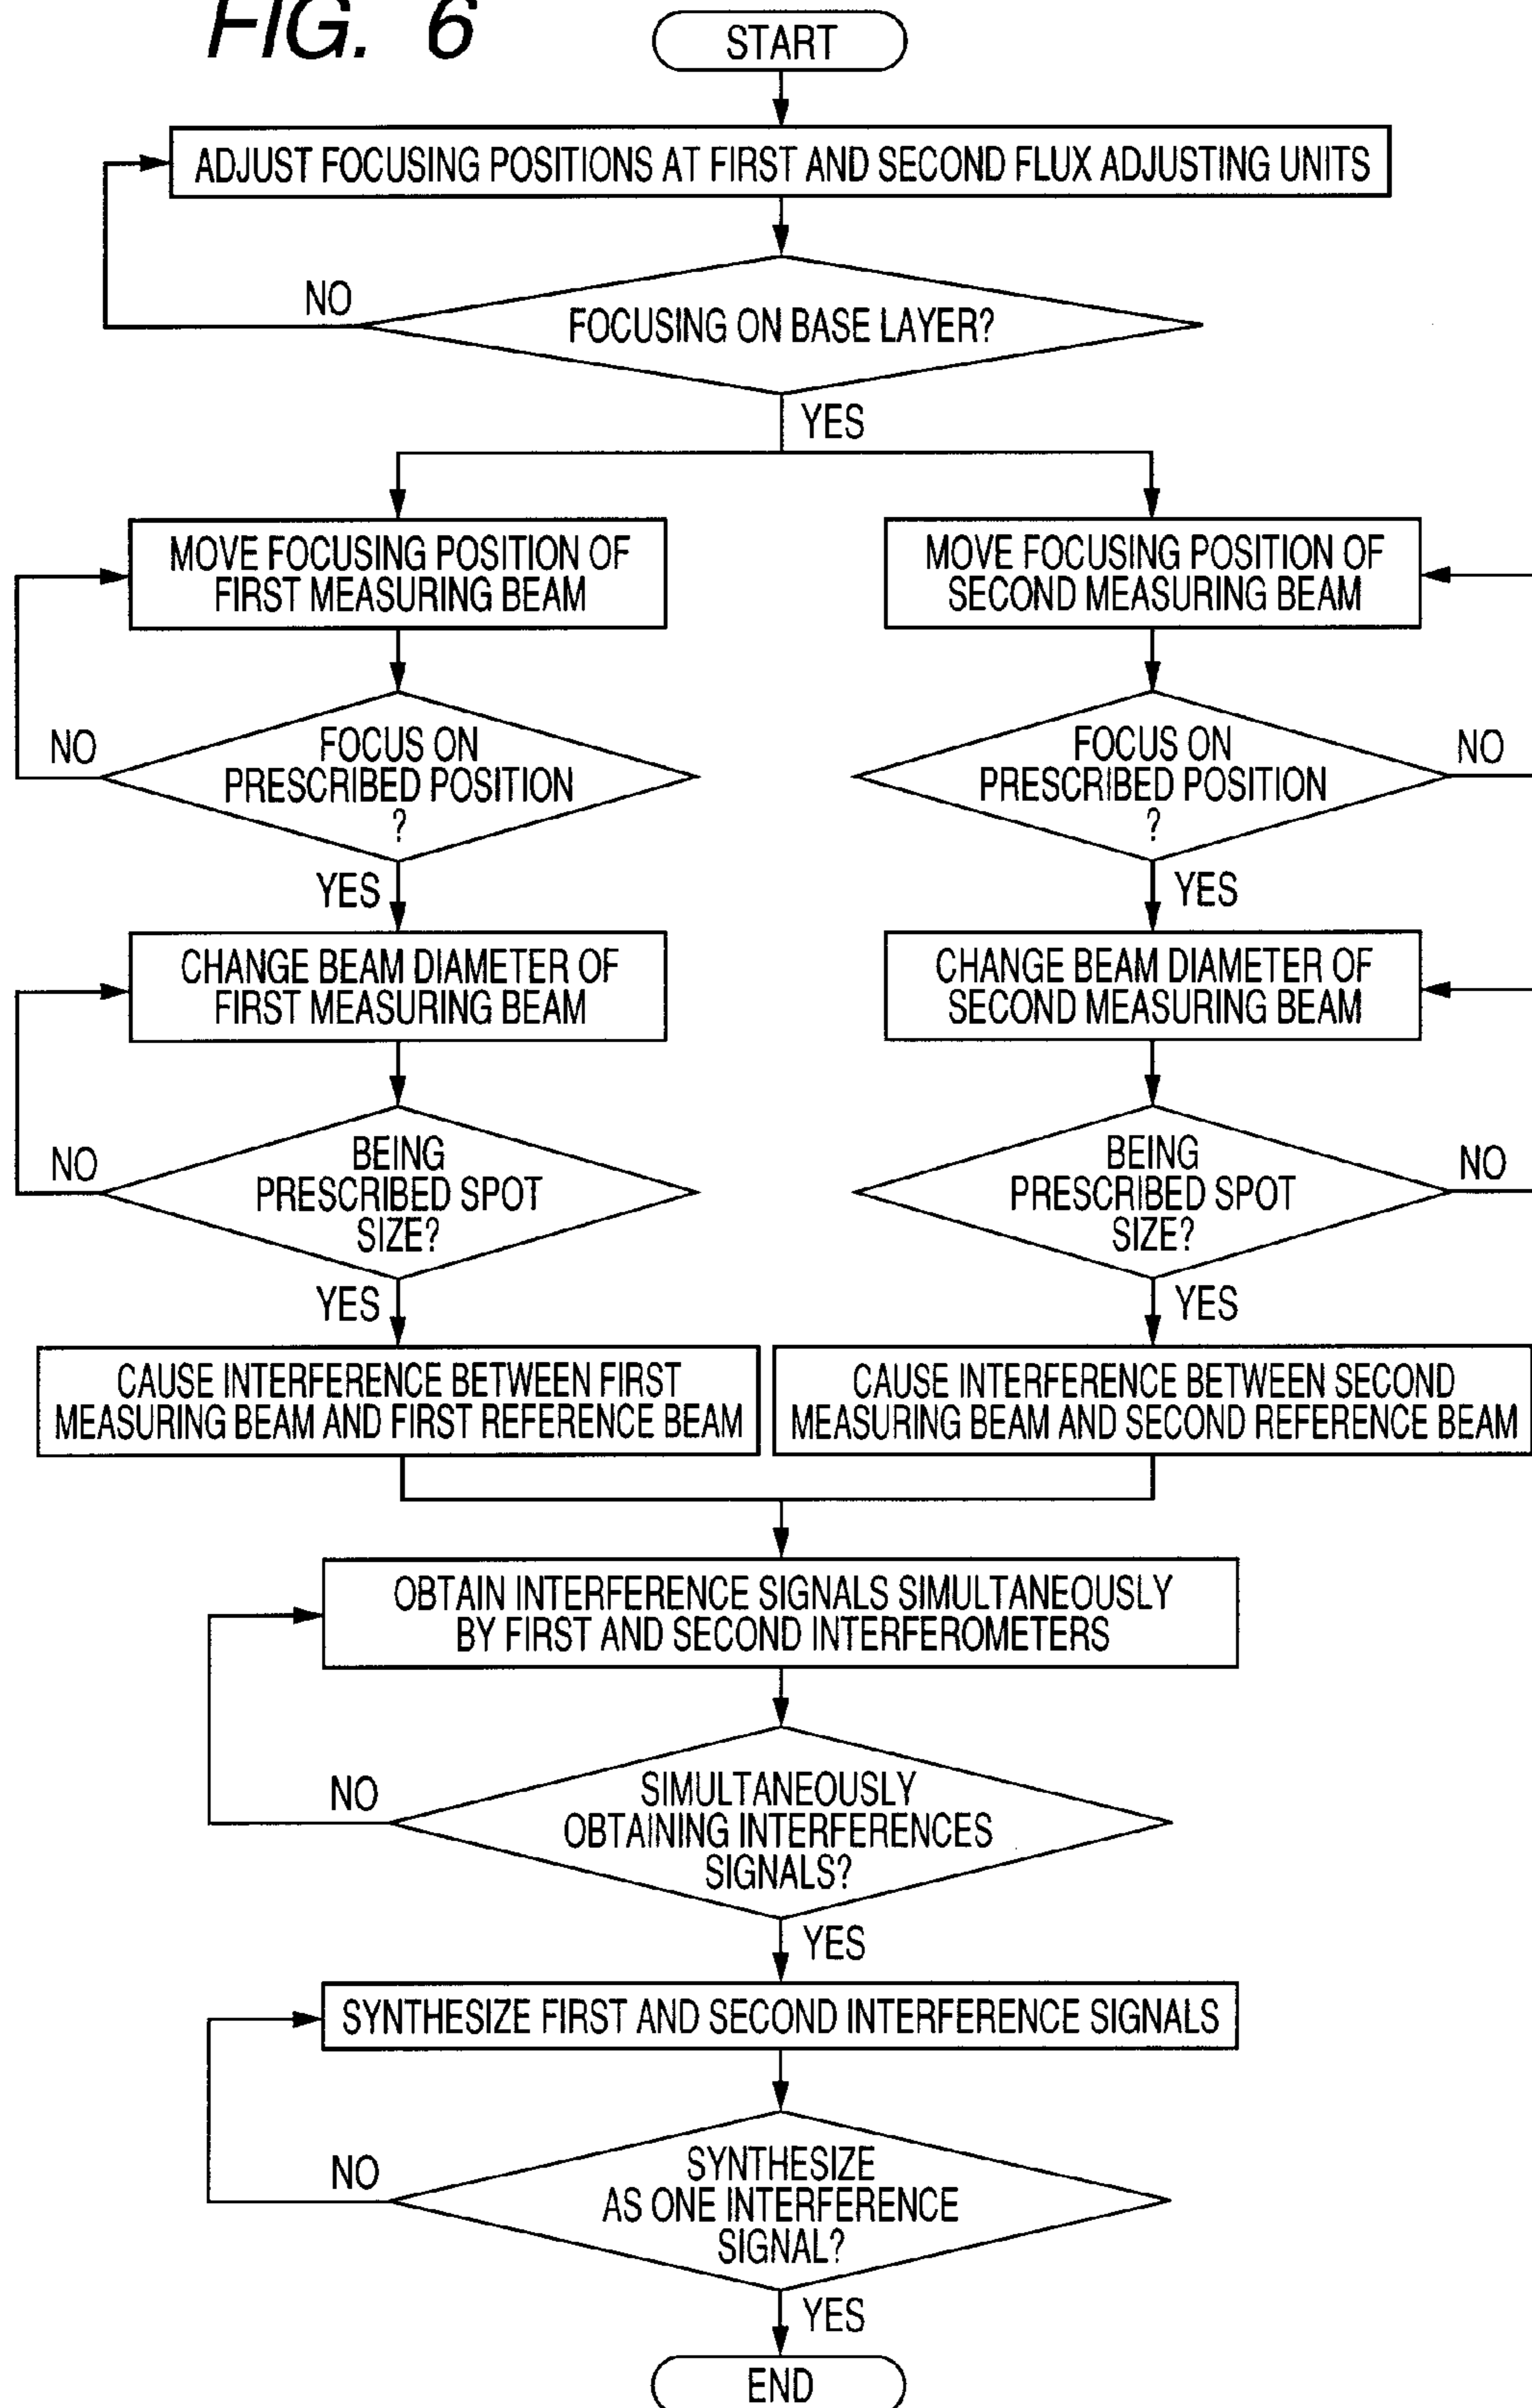 FIG. 6
START
ADJUST FOCUSING POSITIONS AT FIRST AND SECOND FLUX ADJUSTING UNITS
NO
FOCUSING ON BASE LAYER?
YES
MOVE FOCUSING POSITION OF
FIRST MEASURING BEAM
MOVE FOCUSING POSITION OF
SECOND MEASURING BEAM
NO
FOCUS ON
PRESCRIBED POSITION
?
FOCUS ON
PRESCRIBED POSITION
?
NO
YES
YES
CHANGE BEAM DIAMETER OF
FIRST MEASURING BEAM
CHANGE BEAM DIAMETER OF
SECOND MEASURING BEAM
NO
BEING
PRESCRIBED SPOT
SIZE?
BEING
PRESCRIBED SPOT
SIZE?
NO
YES
YES
CAUSE INTERFERENCE BETWEEN FIRST
MEASURING BEAM AND FIRST REFERENCE BEAM
CAUSE INTERFERENCE BETWEEN SECOND
MEASURING BEAM AND SECOND REFERENCE BEAM
OBTAIN INTERFERENCE SIGNALS SIMULTANEOUSLY
BY FIRST AND SECOND INTERFEROMETERS
NO
SIMULTANEOUSLY
OBTAINING INTERFERENCES
SIGNALS?
YES
SYNTHESIZE FIRST AND SECOND INTERFERENCE SIGNALS
NO
SYNTHESIZE
AS ONE INTERFERENCE
SIGNAL?
YES
END